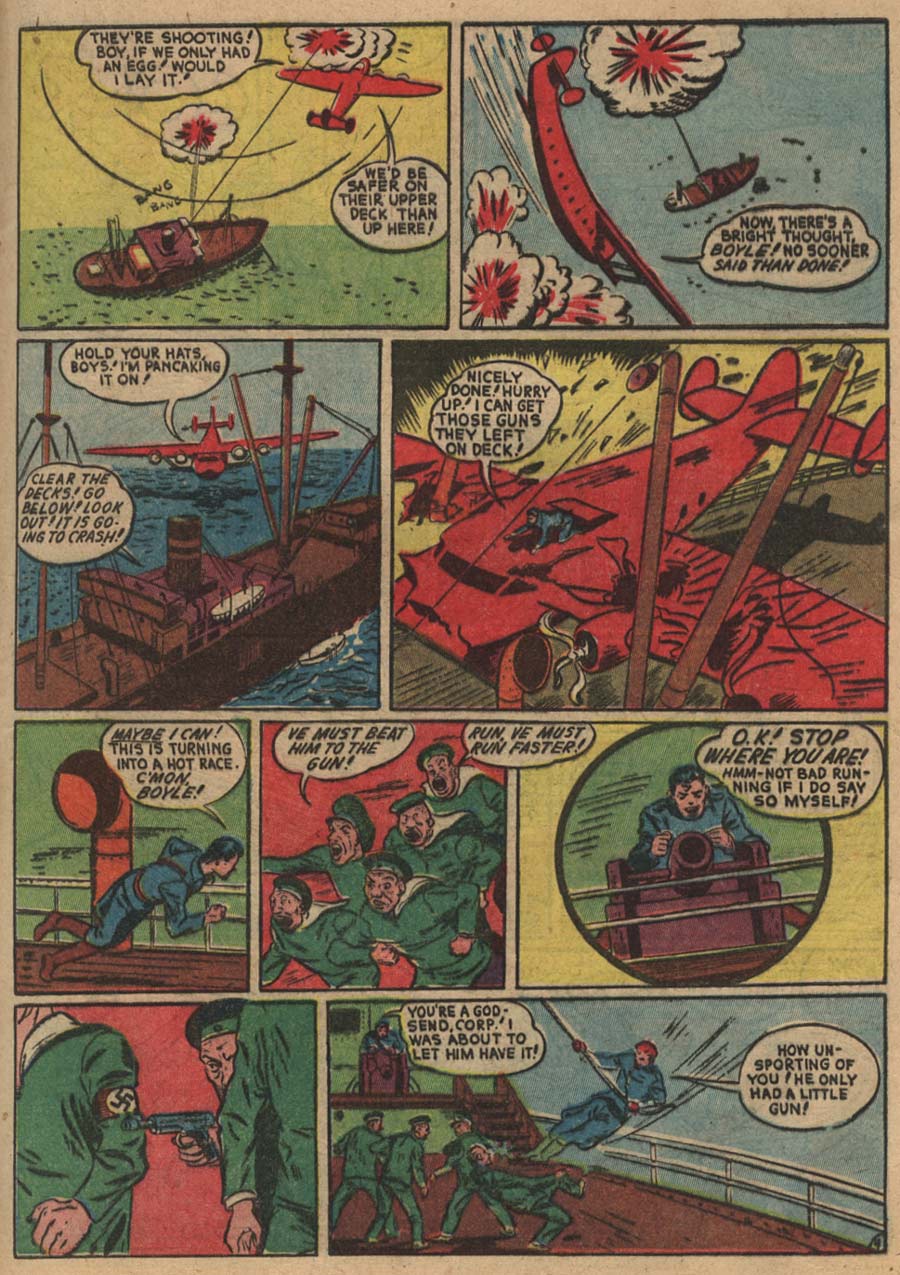 THEY'RE SHOOTING!
BOY, IF WE ONLY HAD
AN EGG! WOULD
I LAY IT!
BANG
BANG
WE'D BE
SAFER ON
THEIR UPPER
DECK THAN
UP HERE!
NOW, THERE'S A
BRIGHT THOUGHT,
BOYLE! NO SOONER
SAID THAN DONE!
HOLD YOUR HATS,
BOYS! I'M PANCAKING
IT ON!
CLEAR THE
DECKS! GO
BELOW! LOOK
OUT! IT IS GO-
ING TO CRASH!
NICELY
DONE! HURRY
UP! I CAN GET
THOSE GUNS
THEY LEFT
ON DECK!
MAYBE I CAN!
THIS IS TURNING
INTO A HOT RACE.
C'MON,
BOYLE!
VE MUST BEAT
HIM TO THE
GUN!
RUN, VE MUST
RUN FASTER!
O.K! STOP
WHERE YOU ARE!
HMM-NOT BAD RUN-
NING IF I DO SAY
SO MYSELF!
YOU'RE A GOD-
SEND, CORP! I
WAS ABOUT TO
LET HIM HAVE IT!
HOW UN-
SPORTING OF
YOU! HE ONLY
HAD A LITTLE
GUN!
4